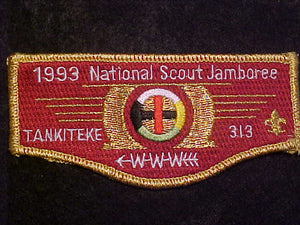 1993 National Scout Jamboree
TANKITEKE 313
W-W-W